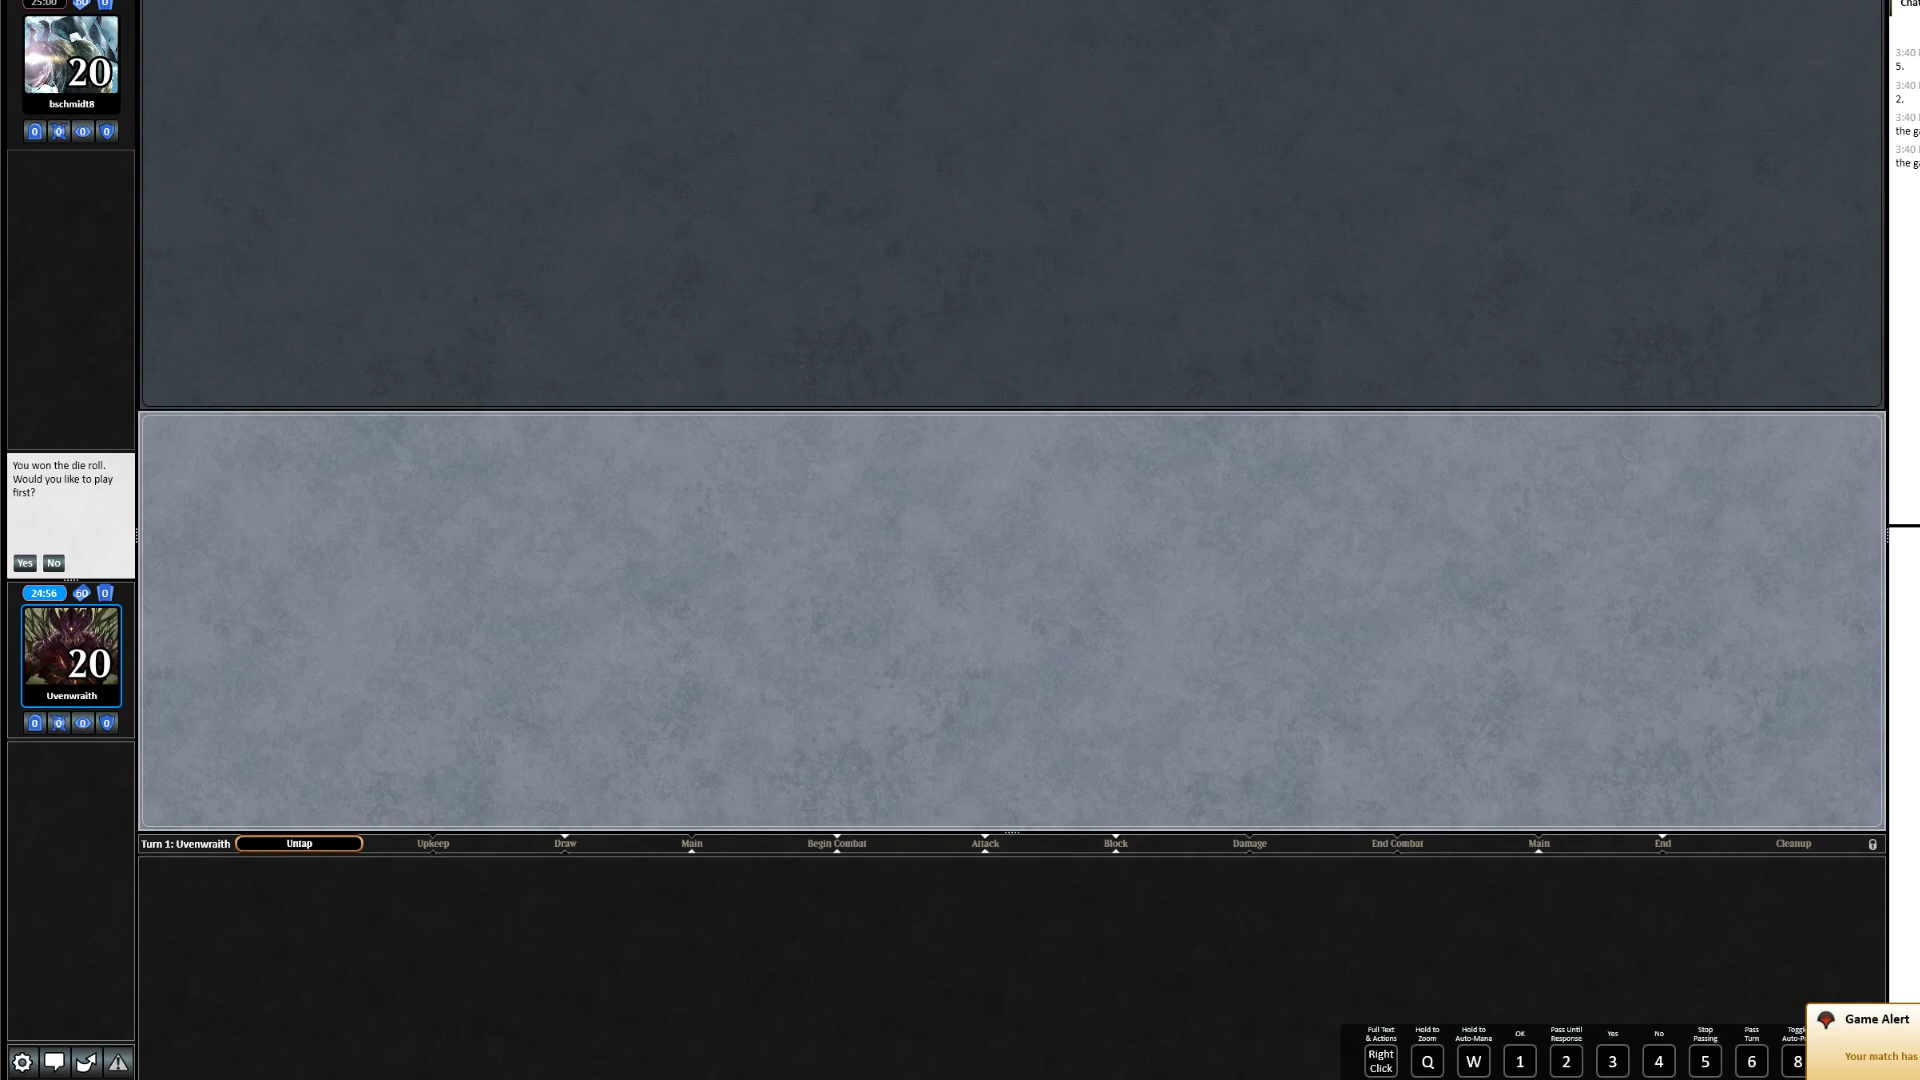 25:00 60 0
20
bschmidt8
0 0 0 0
You won the die roll.
Would you like to play
first?
Yes No
24:56 60 0
20
Uvenwraith
0 0 0 0
Turn 1: Uvenwraith Untap Upkeep Draw Main Begin Combat Attack Block Damage End Combat Main End Cleanup
Full Text
& Actions
Right
Click
Hold to
Zoom
Q
Hold to
Auto-Mana
W
OK
1
Pass Until
Response
2
Yes
3
No
4
Stop
Passing
5
Pass
Turn
6
8
Game Alert
Your match has
3:40
5.
3:40
2.
3:40
the
3:40
the